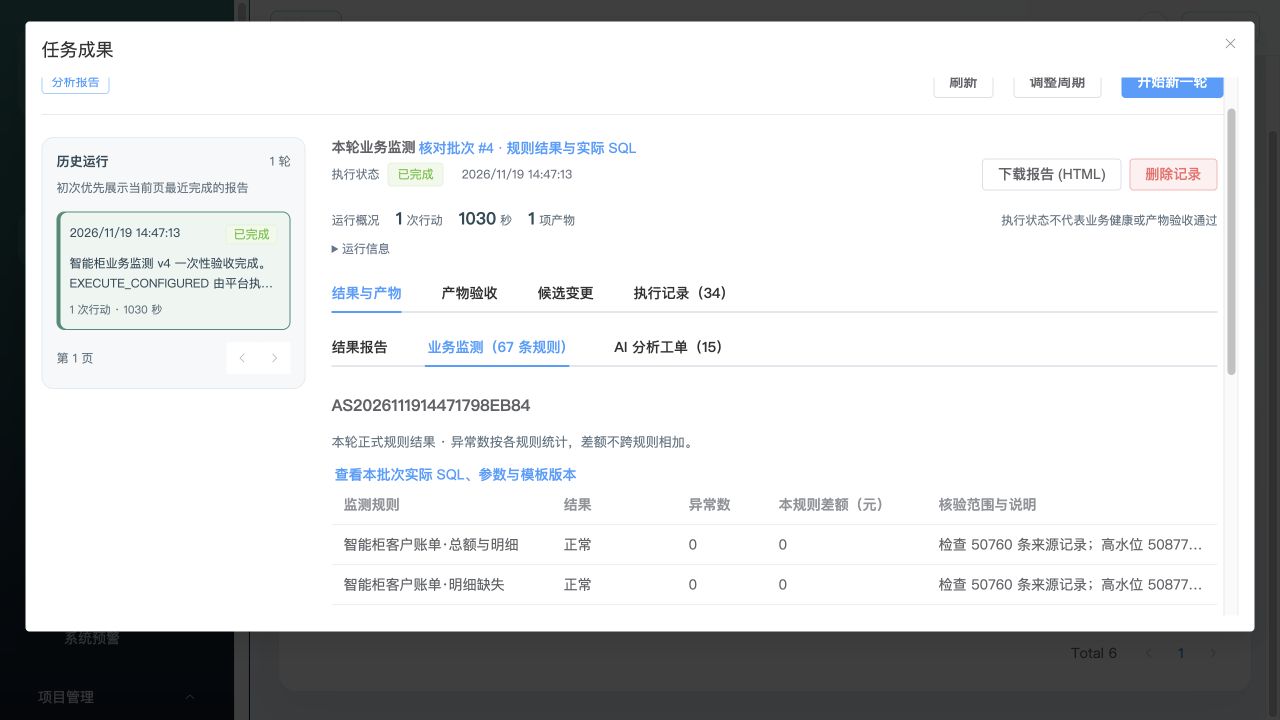 任务成果
分析报告
刷新
调整周期
开始新一轮
历史运行
1 轮
初次优先展示当前页最近完成的报告
2026/11/19 14:47:13
已完成
智能柜业务监测 v4 一次性验收完成。
EXECUTE_CONFIGURED 由平台执...
1 次行动 · 1030 秒
第 1 页
本轮业务监测 核对批次 #4 · 规则结果与实际 SQL
执行状态 已完成 2026/11/19 14:47:13
下载报告 (HTML)
删除记录
运行概况 1 次行动 1030 秒 1 项产物
执行状态不代表业务健康或产物验收通过
运行信息
结果与产物 产物验收 候选变更 执行记录（34）
结果报告 业务监测（67 条规则） AI 分析工单（15）
AS2026111914471798EB84
本轮正式规则结果 · 异常数按各规则统计，差额不跨规则相加。
查看本批次实际 SQL、参数与模板版本
监测规则 结果 异常数 本规则差额（元） 核验范围与说明
智能柜客户账单·总额与明细 正常 0 0 检查 50760 条来源记录；高水位 50877...
智能柜客户账单·明细缺失 正常 0 0 检查 50760 条来源记录；高水位 50877...
系统预警
Total 6
1
项目管理